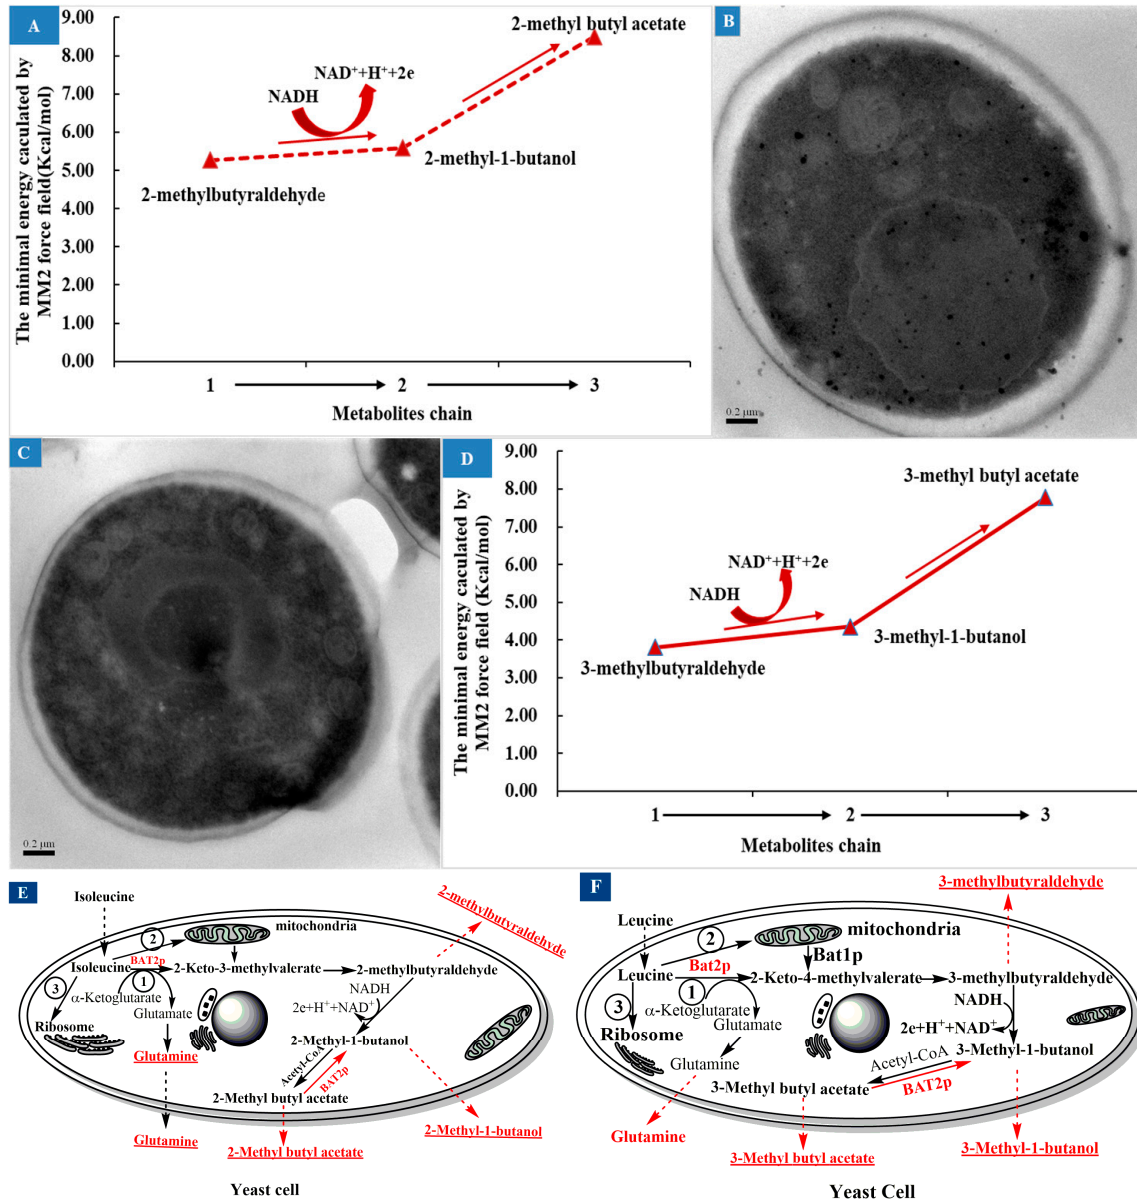 A
The minimal energy caculated by
MM2 force field(Kcal/mol)
9.00
8.00
7.00
6.00
5.00
4.00
3.00
2.00
1.00
0.00
2-methyl butyl acetate
NAD⁺+H⁺+2e
NADH
2-methyl-1-butanol
2-methylbutyraldehyde
1 2 3
Metabolites chain
B
0.2 µm
C
0.2 µm
D
The minimal energy caculated by
MM2 force field (Kcal/mol)
9.00
8.00
7.00
6.00
5.00
4.00
3.00
2.00
1.00
0.00
3-methyl butyl acetate
NAD⁺+H⁺+2e
NADH
3-methyl-1-butanol
3-methylbutyraldehyde
1 2 3
Metabolites chain
E
Isoleucine
2-methylbutyraldehyde
mitochondria
2
BAT2p
Isoleucine
2-Keto-3-methylvalerate
2-methylbutyraldehyde
1
3
α-Ketoglutarate
NADH
Glutamate
2e+H⁺+NAD⁺
Ribosome
2-Methyl-1-butanol
Glutamine
Acetyl-CoA
BAT2p
2-Methyl butyl acetate
Glutamine
2-Methyl butyl acetate
2-Methyl-1-butanol
Yeast cell
F
3-methylbutyraldehyde
Leucine
mitochondria
2
Bat1p
Bat2p
Leucine
2-Keto-4-methylvalerate
3-methylbutyraldehyde
1
3
α-Ketoglutarate
NADH
Glutamate
2e+H⁺+NAD⁺
Ribosome
Acetyl-CoA
3-Methyl-1-butanol
Glutamine
BAT2p
3-Methyl butyl acetate
Glutamine
3-Methyl butyl acetate
3-Methyl-1-butanol
Yeast Cell